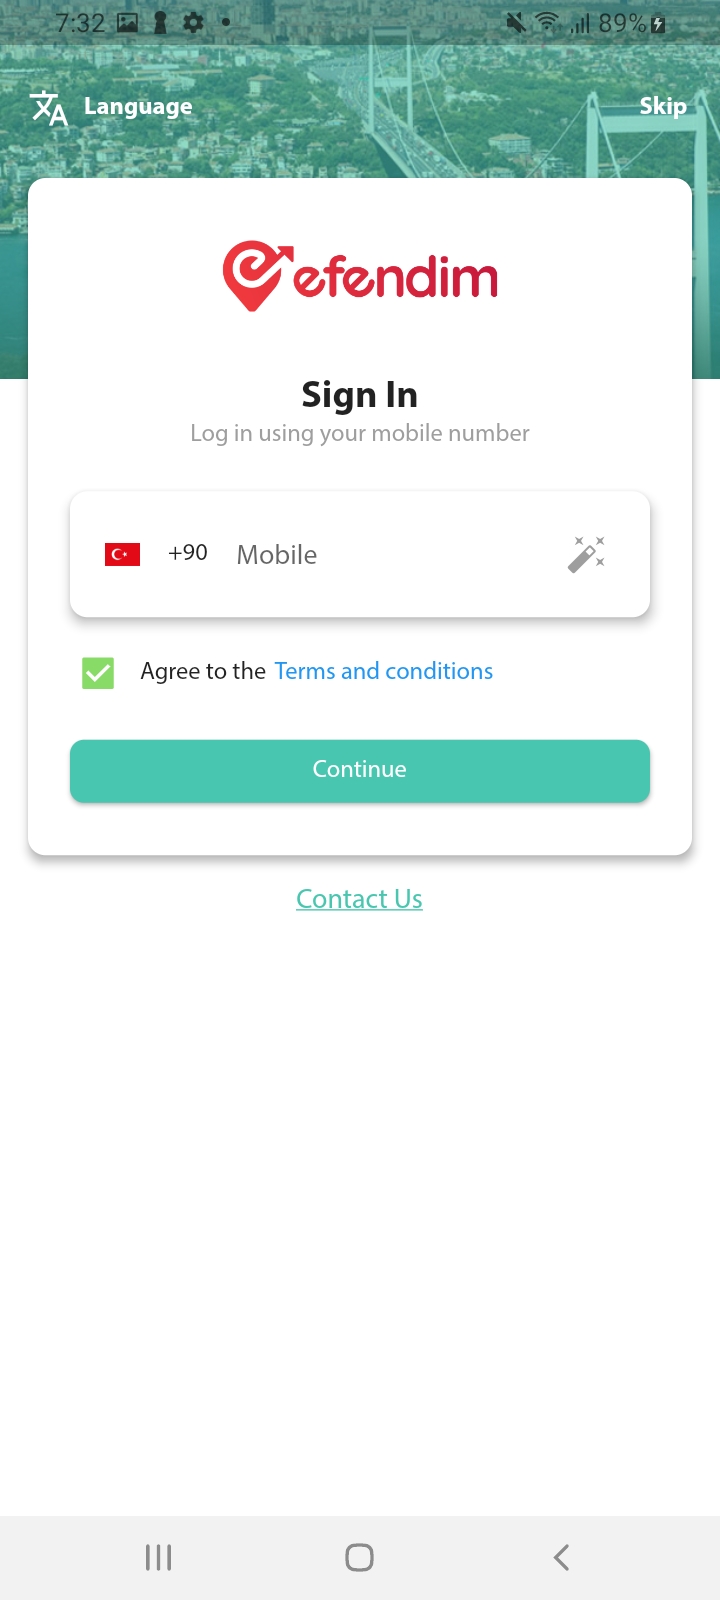 7:32 89%
Language Skip
efendim
Sign In
Log in using your mobile number
+90 Mobile
Agree to the Terms and conditions
Continue
Contact Us